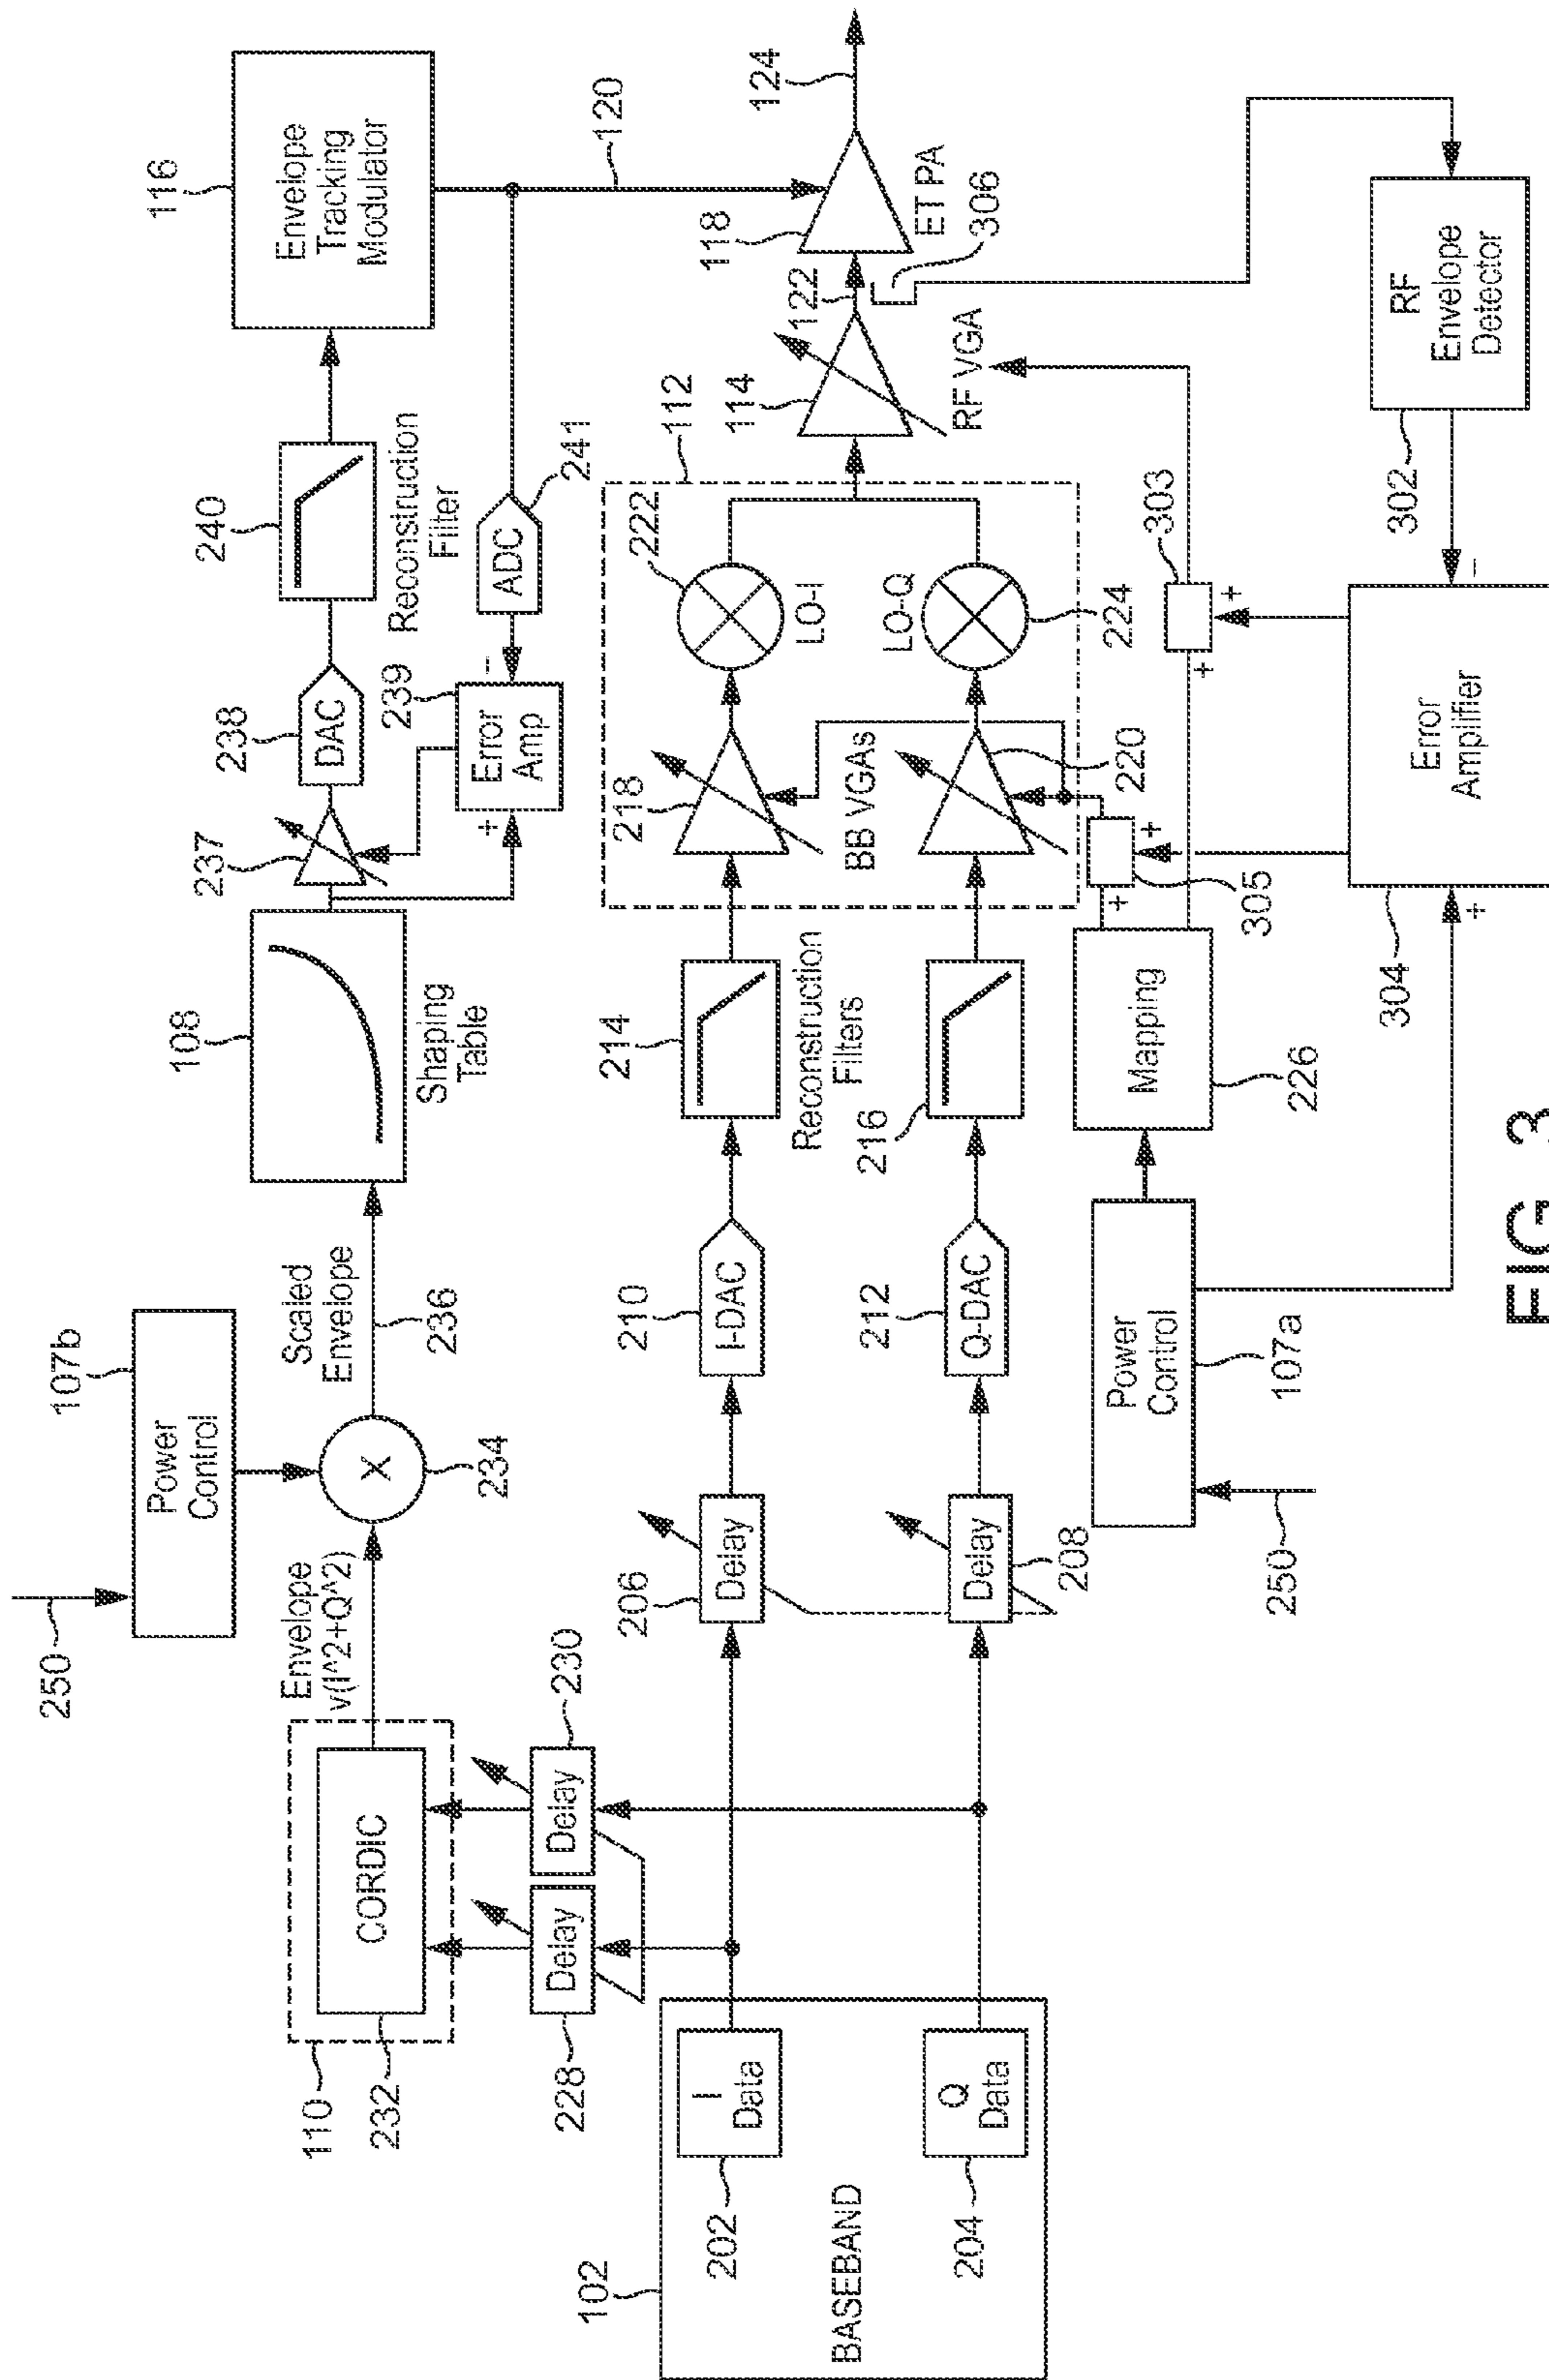 250
107b
Power
Control
110
232
CORDIC
Envelope
v(I^2+Q^2)
X
234
Scaled
Envelope
236
108
Shaping
Table
237
238
DAC
240
Reconstruction
Filter
239
Error
Amp
+
−
241
ADC
116
Envelope
Tracking
Modulator
120
228
Delay
230
Delay
102
BASEBAND
202
I
Data
204
Q
Data
206
Delay
208
Delay
210
I-DAC
212
Q-DAC
214
Reconstruction
Filters
216
112
218
BB VGAs
220
222
LO-I
LO-Q
224
114
RF VGA
122
118
ET PA
306
124
250
Power
Control
107a
Mapping
226
+
+
305
+
+
303
304
+
Error
Amplifier
−
302
RF
Envelope
Detector
FIG. 3